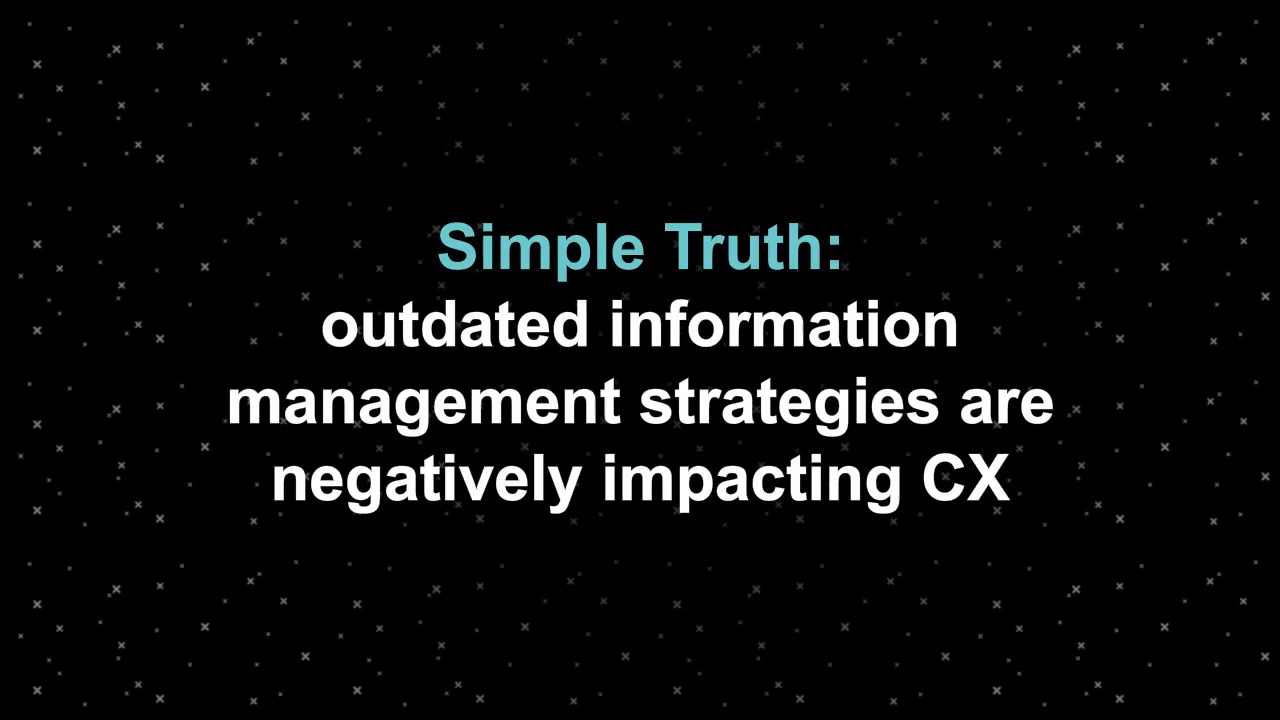 Simple Truth:
outdated information
management strategies are
negatively impacting CX